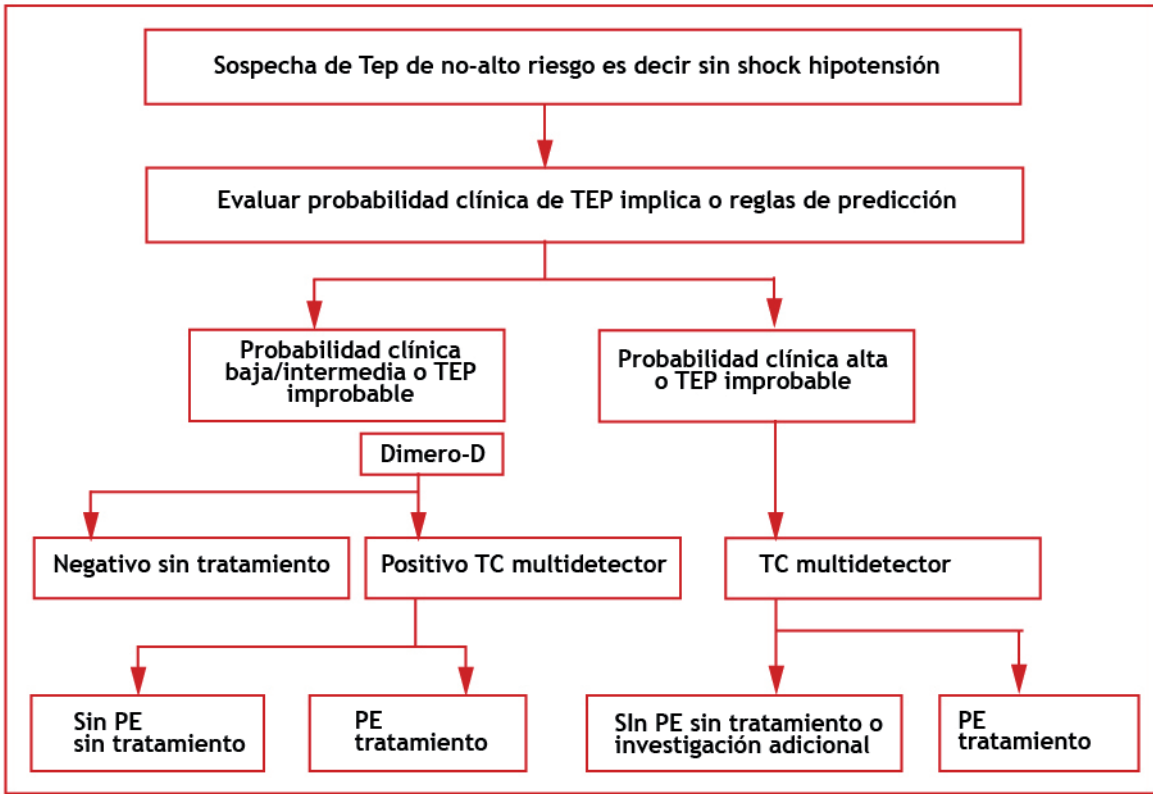 Sospecha de Tep de no-alto riesgo es decir sin shock hipotensión
Evaluar probabilidad clínica de TEP implica o reglas de predicción
Probabilidad clínica
baja/intermedia o TEP
improbable
Probabilidad clínica alta
o TEP improbable
Dimero-D
Negativo sin tratamiento
Positivo TC multidetector
TC multidetector
Sin PE
sin tratamiento
PE
tratamiento
SIn PE sin tratamiento o
investigación adicional
PE
tratamiento